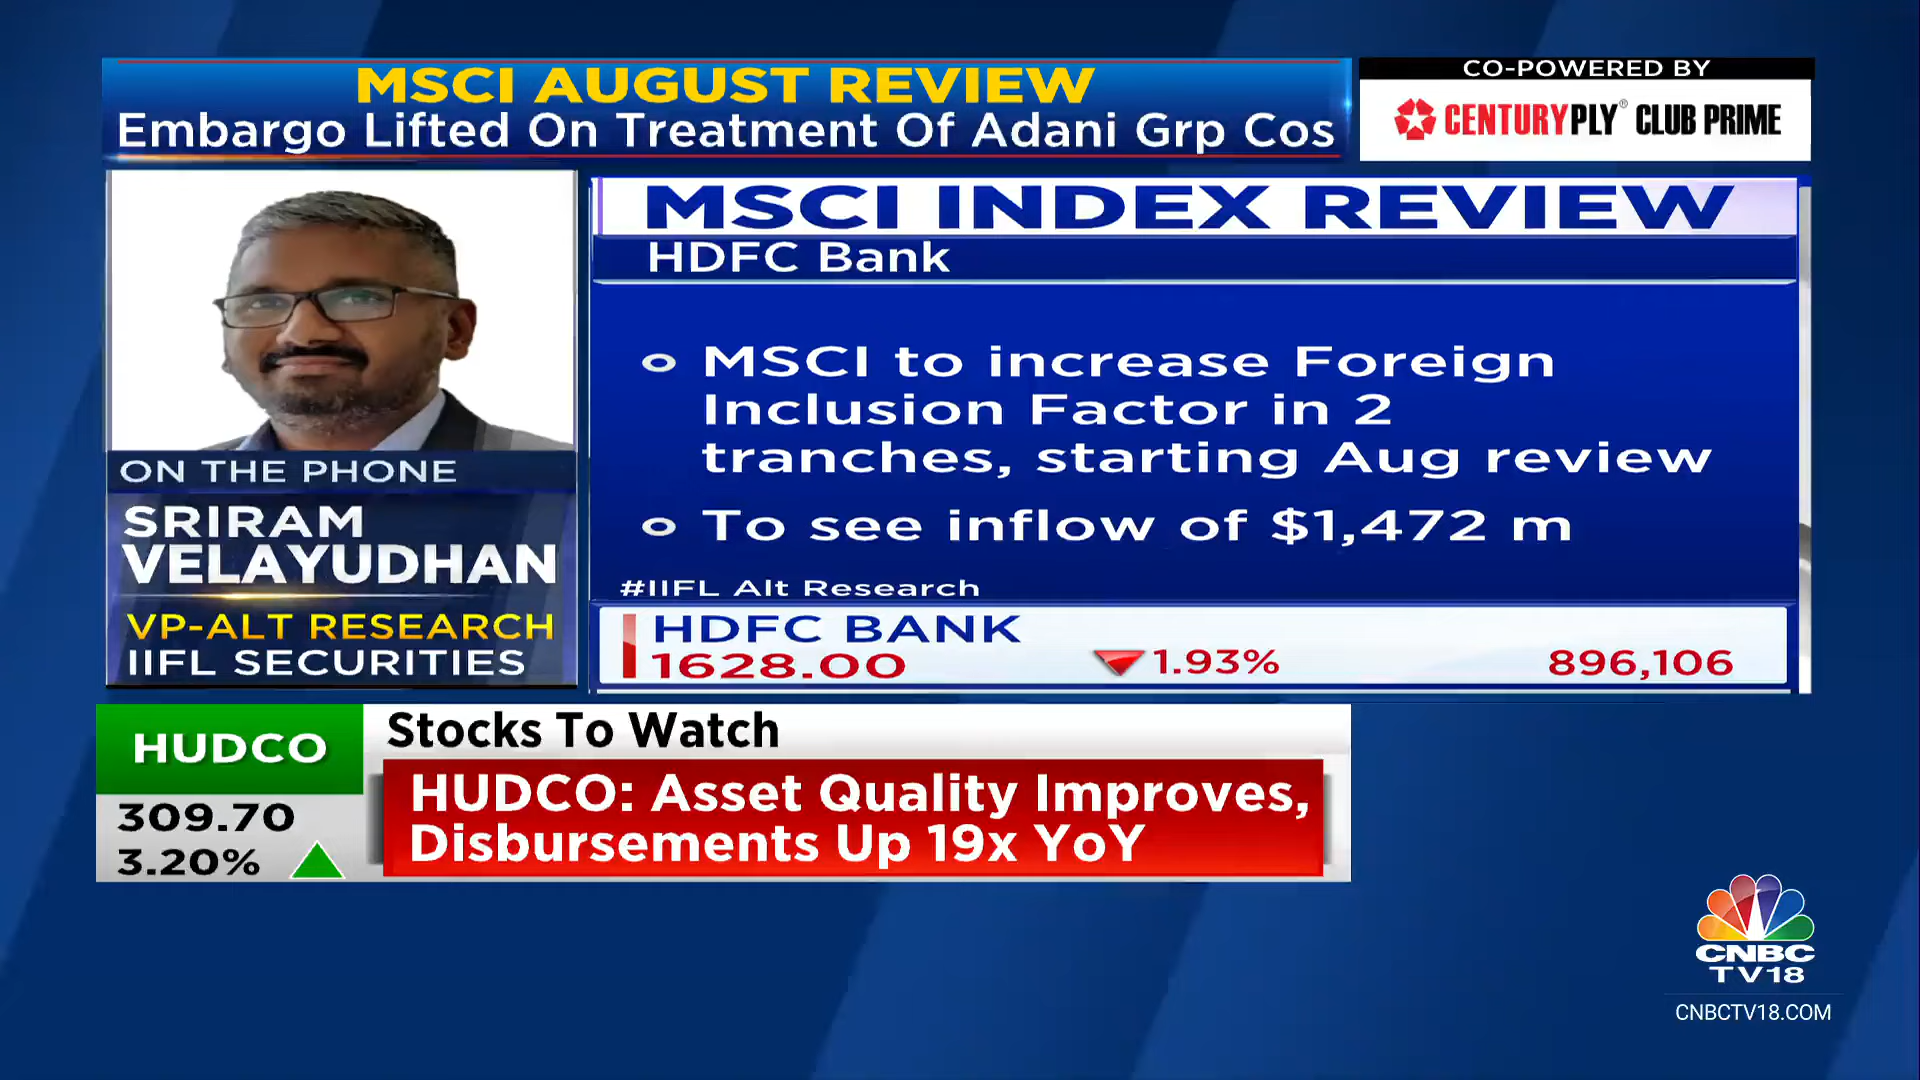 MSCI AUGUST REVIEW
Embargo Lifted On Treatment Of Adani Grp Cos
CO-POWERED BY
CENTURYPLY® CLUB PRIME
ON THE PHONE
SRIRAM
VELAYUDHAN
VP-ALT RESEARCH
IIFL SECURITIES
MSCI INDEX REVIEW
HDFC Bank
MSCI to increase Foreign
Inclusion Factor in 2
tranches, starting Aug review
To see inflow of $1,472 m
#IIFL Alt Research
HDFC BANK
1628.00 ▼ 1.93% 896,106
HUDCO
309.70
3.20% ▲
Stocks To Watch
HUDCO: Asset Quality Improves,
Disbursements Up 19x YoY
CNBC
TV18
CNBCTV18.COM